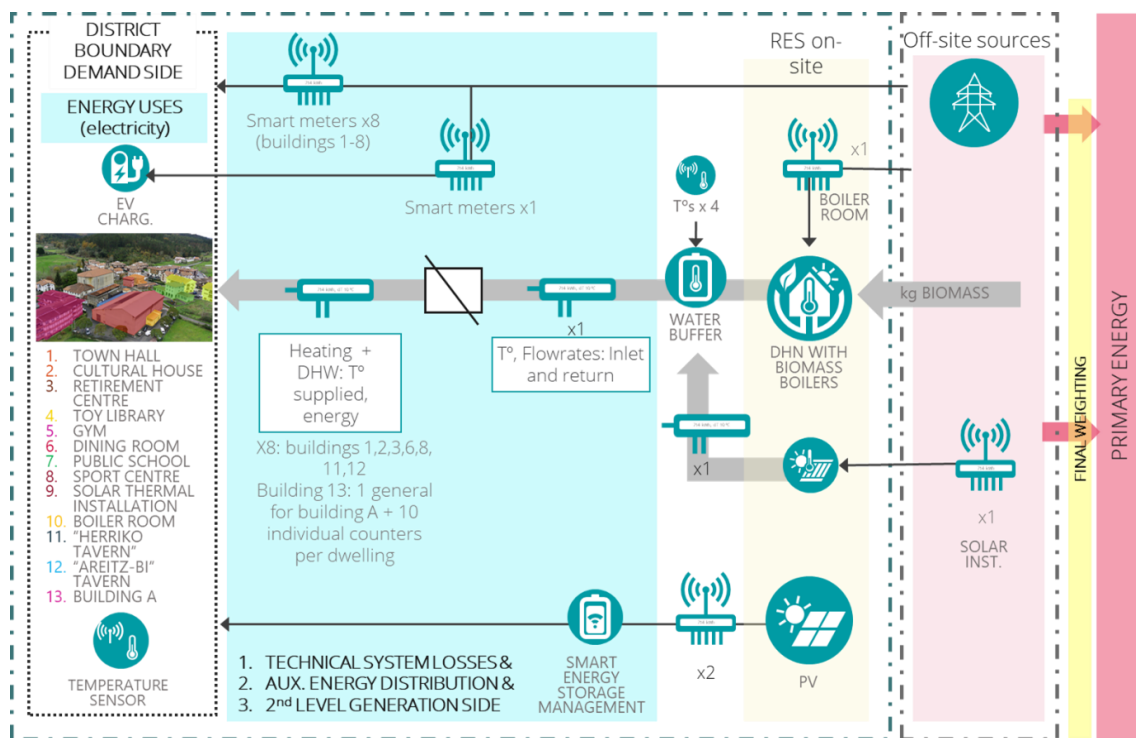 DISTRICT
BOUNDARY
DEMAND SIDE
ENERGY USES
(electricity)
EV
CHARG.
1. TOWN HALL
2. CULTURAL HOUSE
3. RETIREMENT
CENTRE
4. TOY LIBRARY
5. GYM
6. DINING ROOM
7. PUBLIC SCHOOL
8. SPORT CENTRE
9. SOLAR THERMAL
INSTALLATION
10. BOILER ROOM
11. “HERRIKO
TAVERN”
12. “AREITZ-BI”
TAVERN
13. BUILDING A
TEMPERATURE
SENSOR
Smart meters x8
(buildings 1-8)
Smart meters x1
Heating +
DHW: Tº
supplied,
energy
X8: buildings 1,2,3,6,8,
11,12
Building 13: 1 general
for building A + 10
individual counters
per dwelling
x1
Tº, Flowrates: Inlet
and return
Tºs x 4
WATER
BUFFER
x1
1. TECHNICAL SYSTEM LOSSES &
2. AUX. ENERGY DISTRIBUTION &
3. 2nd LEVEL GENERATION SIDE
SMART
ENERGY
STORAGE
MANAGEMENT
x2
RES on-
site
x1
BOILER
ROOM
DHN WITH
BIOMASS
BOILERS
PV
Off-site sources
kg BIOMASS
x1
SOLAR
INST.
FINAL WEIGHTING
PRIMARY ENERGY